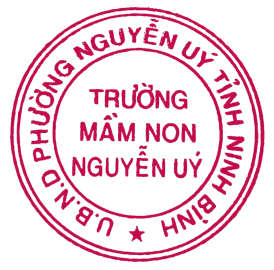 U.B.N.D PHƯỜNG NGUYỄN UÝ TỈNH NINH BÌNH
TRƯỜNG
MẦM NON
NGUYỄN UÝ